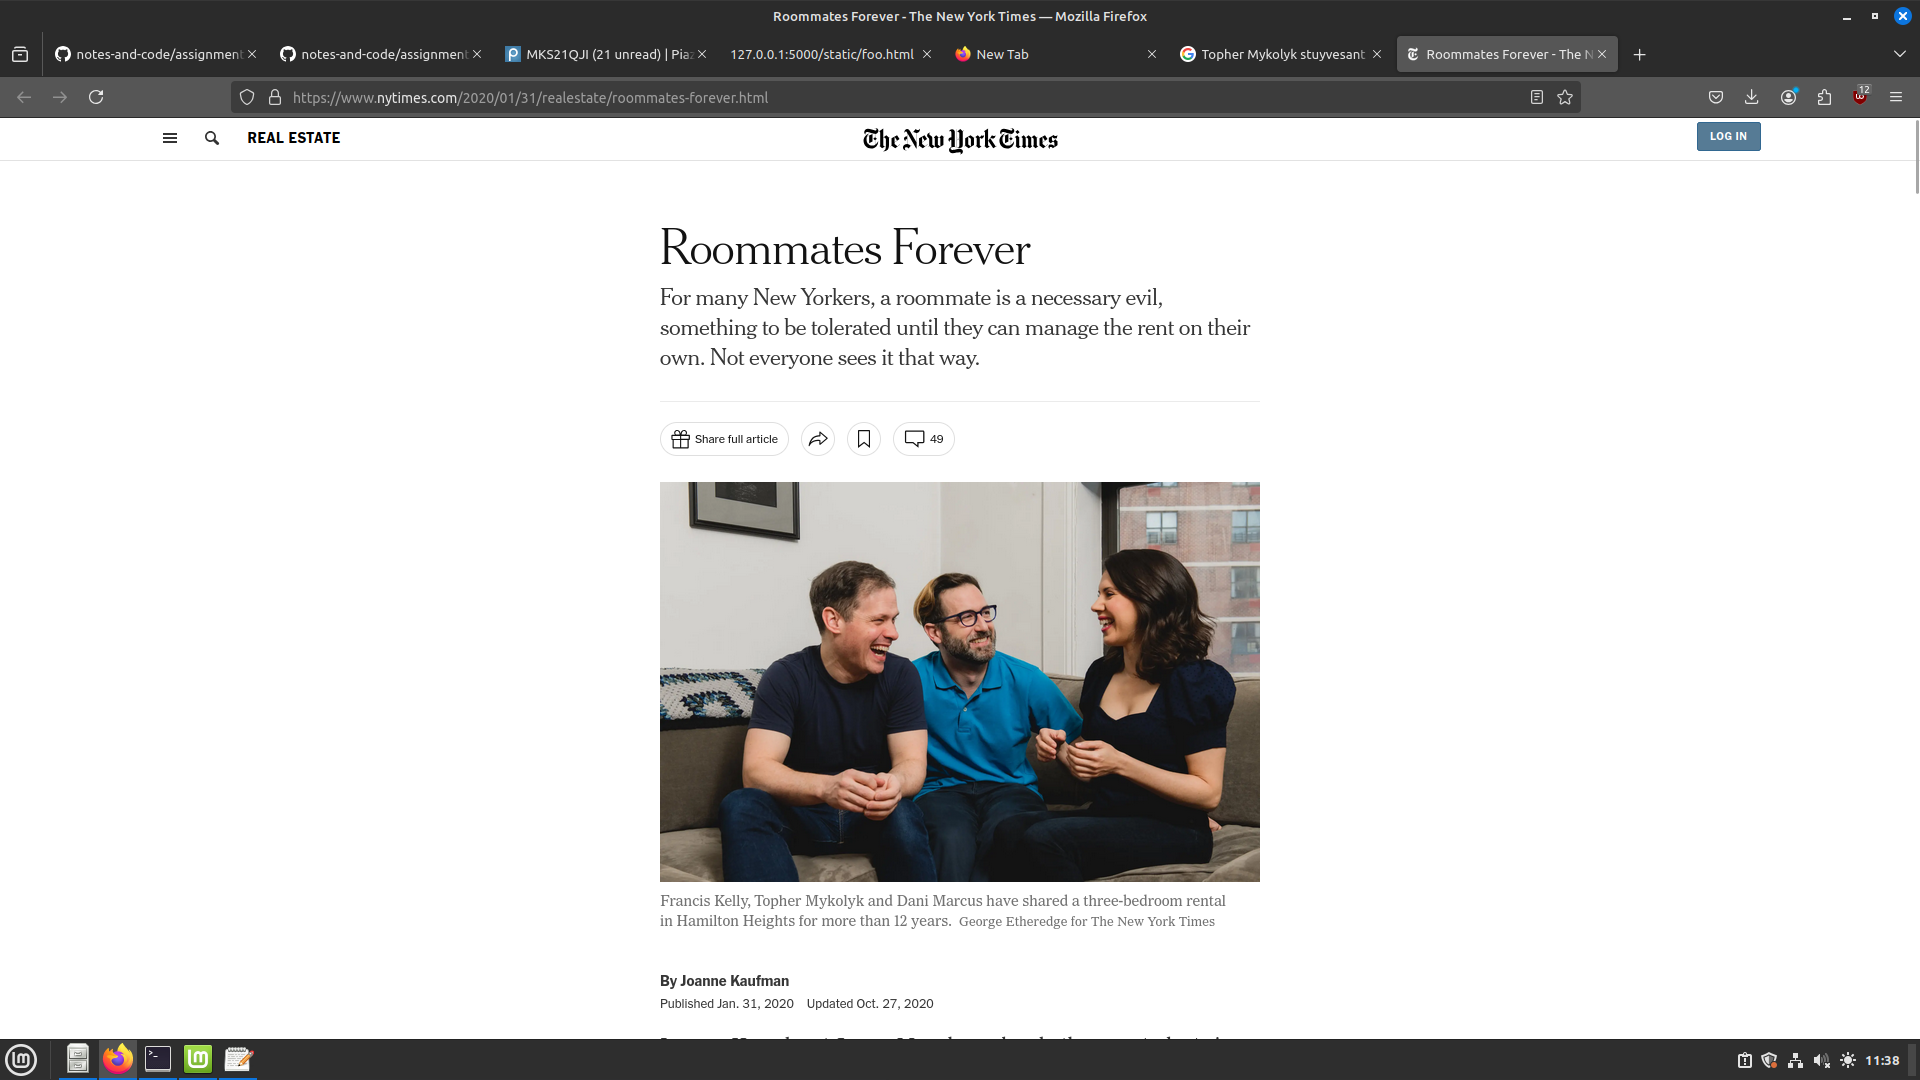 Roommates Forever - The New York Times — Mozilla Firefox
notes-and-code/assignment
notes-and-code/assignment
MKS21QJI (21 unread) | Piaz
127.0.0.1:5000/static/foo.html
New Tab
Topher Mykolyk stuyvesant
Roommates Forever - The N
https://www.nytimes.com/2020/01/31/realestate/roommates-forever.html
12
REAL ESTATE
The New York Times
LOG IN
Roommates Forever
For many New Yorkers, a roommate is a necessary evil,
something to be tolerated until they can manage the rent on their
own. Not everyone sees it that way.
Share full article
49
Francis Kelly, Topher Mykolyk and Dani Marcus have shared a three-bedroom rental
in Hamilton Heights for more than 12 years. George Etheredge for The New York Times
By Joanne Kaufman
Published Jan. 31, 2020 Updated Oct. 27, 2020
11:38